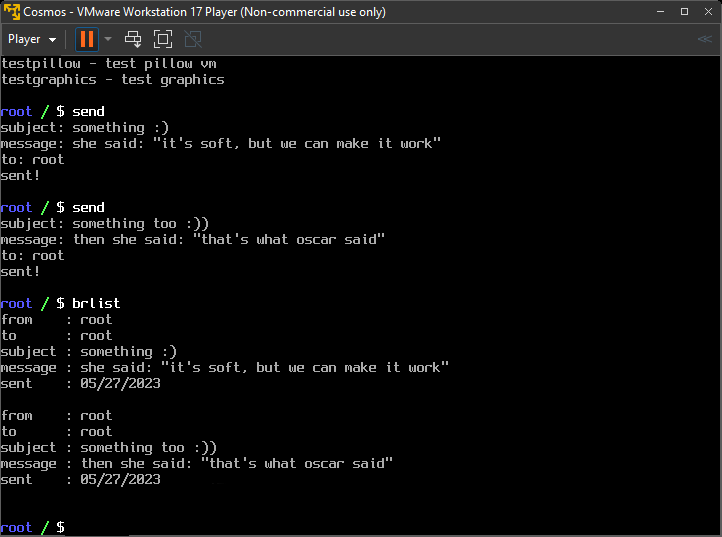 Cosmos - VMware Workstation 17 Player (Non-commercial use only)
Player
testpillow - test pillow vm
testgraphics - test graphics
root / $ send
subject: something :)
message: she said: "it's soft, but we can make it work"
to: root
sent!
root / $ send
subject: something too :))
message: then she said: "that's what oscar said"
to: root
sent!
root / $ brlist
from    : root
to      : root
subject : something :)
message : she said: "it's soft, but we can make it work"
sent    : 05/27/2023
from    : root
to      : root
subject : something too :))
message : then she said: "that's what oscar said"
sent    : 05/27/2023
root / $